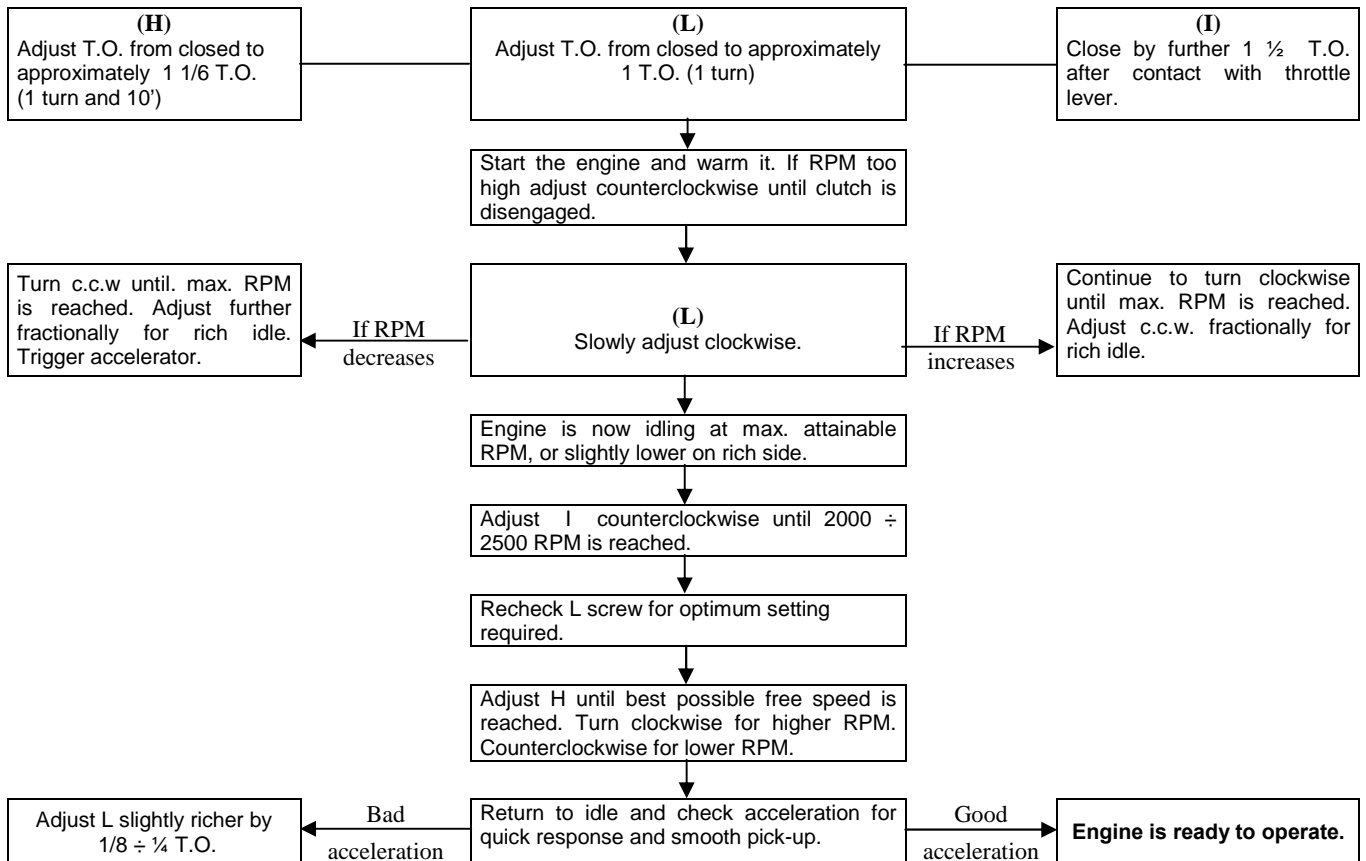 (H)
Adjust T.O. from closed to
approximately 1 1/6 T.O.
(1 turn and 10’)
(L)
Adjust T.O. from closed to approximately
1 T.O. (1 turn)
(I)
Close by further 1 ½ T.O.
after contact with throttle
lever.
Start the engine and warm it. If RPM too
high adjust counterclockwise until clutch is
disengaged.
Turn c.c.w until. max. RPM
is reached. Adjust further
fractionally for rich idle.
Trigger accelerator.
If RPM
decreases
(L)
Slowly adjust clockwise.
If RPM
increases
Continue to turn clockwise
until max. RPM is reached.
Adjust c.c.w. fractionally for
rich idle.
Engine is now idling at max. attainable
RPM, or slightly lower on rich side.
Adjust I counterclockwise until 2000 ÷
2500 RPM is reached.
Recheck L screw for optimum setting
required.
Adjust H until best possible free speed is
reached. Turn clockwise for higher RPM.
Counterclockwise for lower RPM.
Adjust L slightly richer by
1/8 ÷ ¼ T.O.
Bad
acceleration
Return to idle and check acceleration for
quick response and smooth pick-up.
Good
acceleration
Engine is ready to operate.